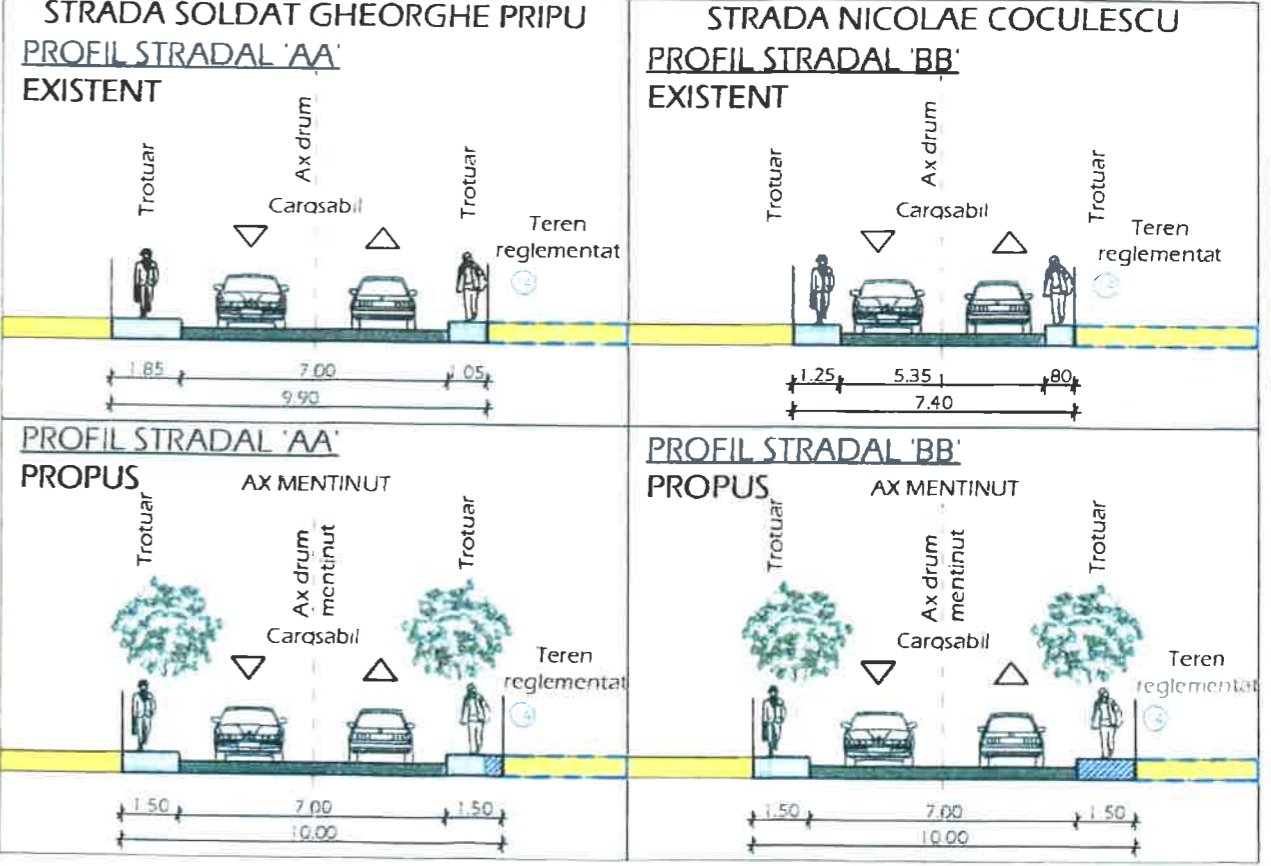 STRADA SOLDAT GHEORGHE PRIPU
PROFIL STRADAL 'AA'
EXISTENT
Trotuar
Ax drum
Trotuar
Carosabil
Teren
reglementat
1.85
7.00
1.05
9.90
STRADA NICOLAE COCULESCU
PROFIL STRADAL 'BB'
EXISTENT
Trotuar
Ax drum
Trotuar
Carosabil
Teren
reglementat
1.25
5.35
80
7.40
PROFIL STRADAL 'AA'
PROPUS
AX MENTINUT
Trotuar
Ax drum
mentinut
Trotuar
Carosabil
Teren
reglementat
1.50
7.00
1.50
10.00
PROFIL STRADAL 'BB'
PROPUS
AX MENTINUT
Trotuar
Ax drum
mentinut
Trotuar
Carosabil
Teren
reglementat
1.50
7.00
1.50
10.00